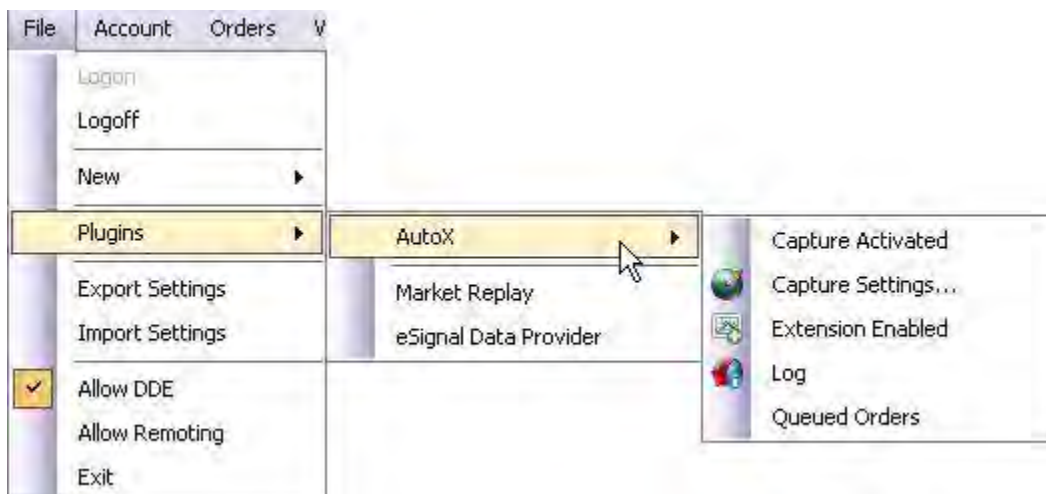 File Account Orders V
Logon
Logoff
New
Plugins
Export Settings
Import Settings
Allow DDE
Allow Remoting
Exit
AutoX
Market Replay
eSignal Data Provider
Capture Activated
Capture Settings...
Extension Enabled
Log
Queued Orders